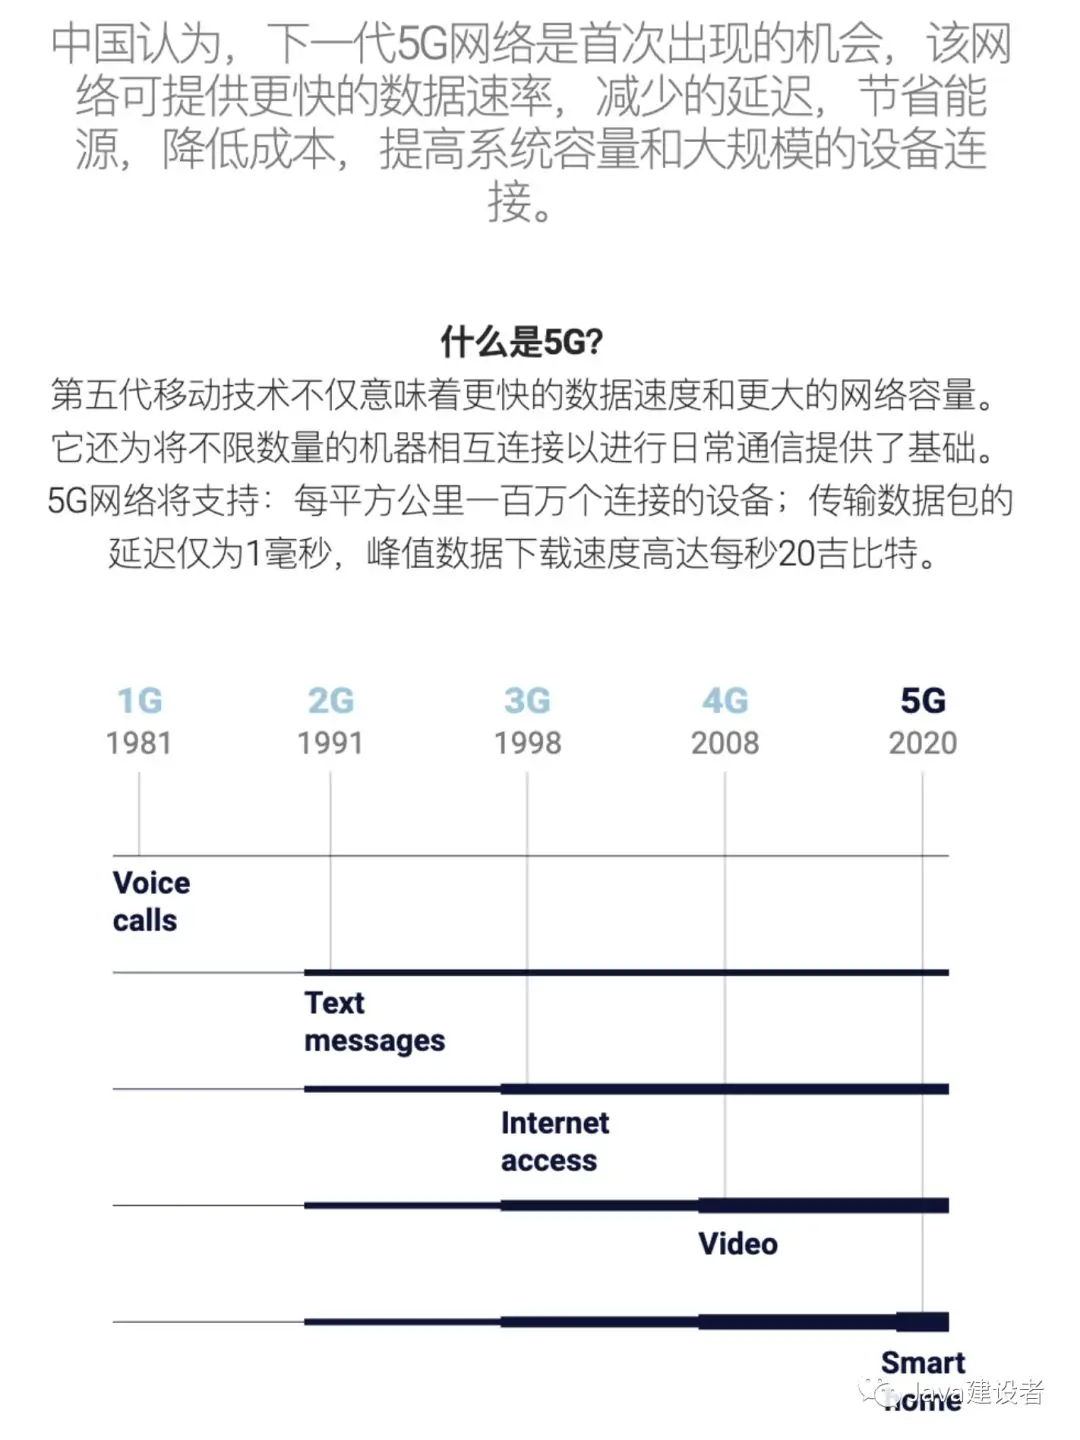 中国认为，下一代5G网络是首次出现的机会，该网
络可提供更快的数据速率，减少的延迟，节省能
源，降低成本，提高系统容量和大规模的设备连
接。
什么是5G?
第五代移动技术不仅意味着更快的数据速度和更大的网络容量。
它还为将不限数量的机器相互连接以进行日常通信提供了基础。
5G网络将支持：每平方公里一百万个连接的设备；传输数据包的
延迟仅为1毫秒，峰值数据下载速度高达每秒20吉比特。
1G 2G 3G 4G 5G
1981 1991 1998 2008 2020
Voice
calls
Text
messages
Internet
access
Video
Smart
home
Java建设者